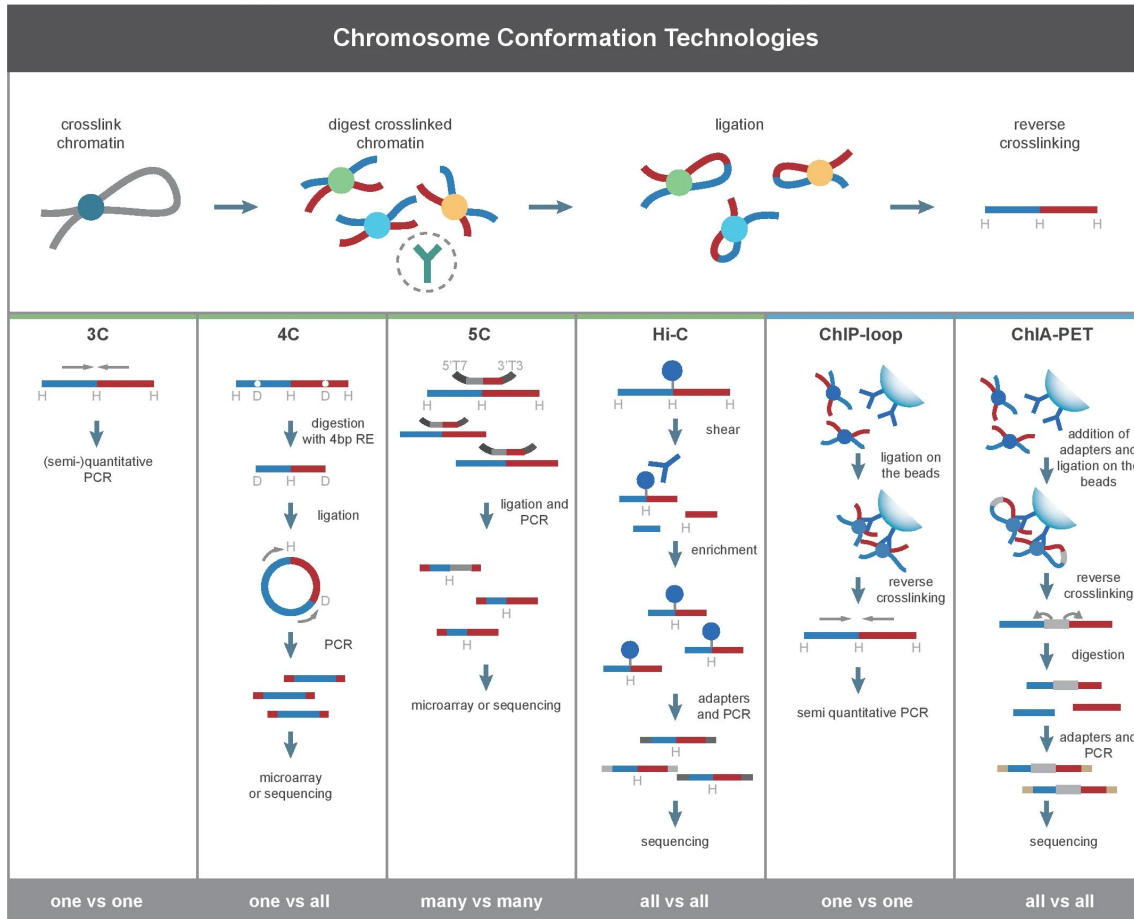 Chromosome Conformation Technologies
crosslink
chromatin
digest crosslinked
chromatin
ligation
reverse
crosslinking
H H H
3C
H H H
(semi-)quantitative
PCR
4C
H D H D H
digestion
with 4bp RE
D H D
ligation
H
D
PCR
microarray
or sequencing
5C
5'T7 3'T3
H H H
ligation and
PCR
H
H
H
microarray or sequencing
Hi-C
H H H
shear
H H
enrichment
H
H
H
adapters
and PCR
H
H H
sequencing
ChIP-loop
ligation on
the beads
reverse
crosslinking
H H H
semi quantitative PCR
ChIA-PET
addition of
adapters and
ligation on the
beads
reverse
crosslinking
digestion
adapters and
PCR
sequencing
one vs one
one vs all
many vs many
all vs all
one vs one
all vs all